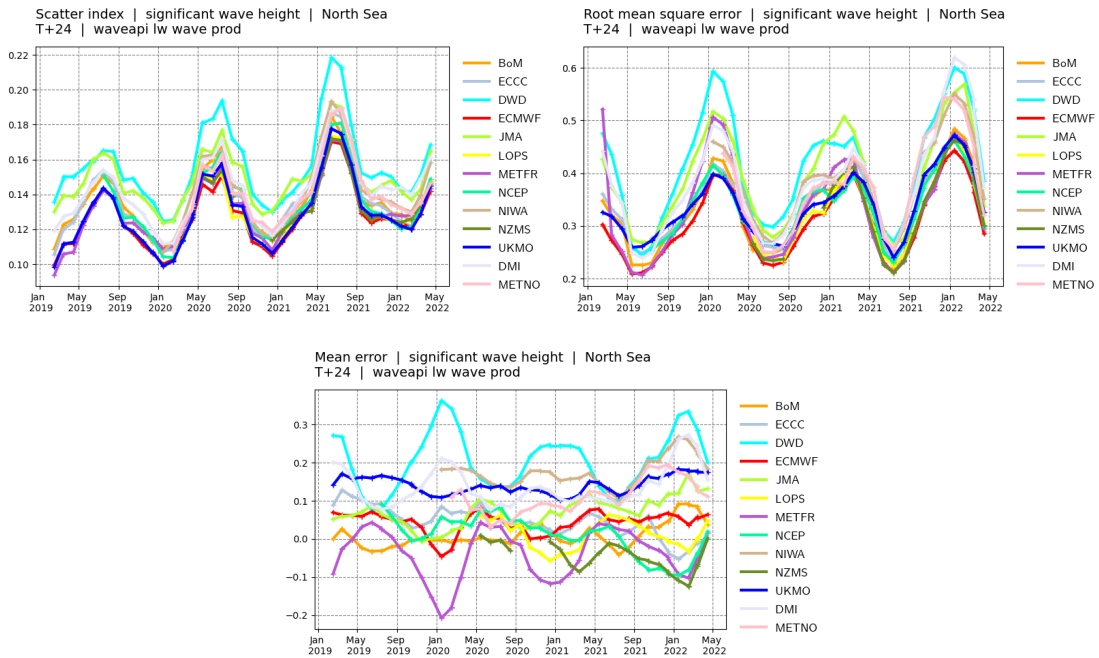 Scatter index | significant wave height | North Sea
T+24 | waveapi lw wave prod
0.22
0.20
0.18
0.16
0.14
0.12
0.10
Jan 2019
May 2019
Sep 2019
Jan 2020
May 2020
Sep 2020
Jan 2021
May 2021
Sep 2021
Jan 2022
May 2022
BoM
ECCC
DWD
ECMWF
JMA
LOPS
METFR
NCEP
NIWA
NZMS
UKMO
DMI
METNO
Root mean square error | significant wave height | North Sea
T+24 | waveapi lw wave prod
0.6
0.5
0.4
0.3
0.2
Jan 2019
May 2019
Sep 2019
Jan 2020
May 2020
Sep 2020
Jan 2021
May 2021
Sep 2021
Jan 2022
May 2022
BoM
ECCC
DWD
ECMWF
JMA
LOPS
METFR
NCEP
NIWA
NZMS
UKMO
DMI
METNO
Mean error | significant wave height | North Sea
T+24 | waveapi lw wave prod
0.3
0.2
0.1
0.0
−0.1
−0.2
Jan 2019
May 2019
Sep 2019
Jan 2020
May 2020
Sep 2020
Jan 2021
May 2021
Sep 2021
Jan 2022
May 2022
BoM
ECCC
DWD
ECMWF
JMA
LOPS
METFR
NCEP
NIWA
NZMS
UKMO
DMI
METNO